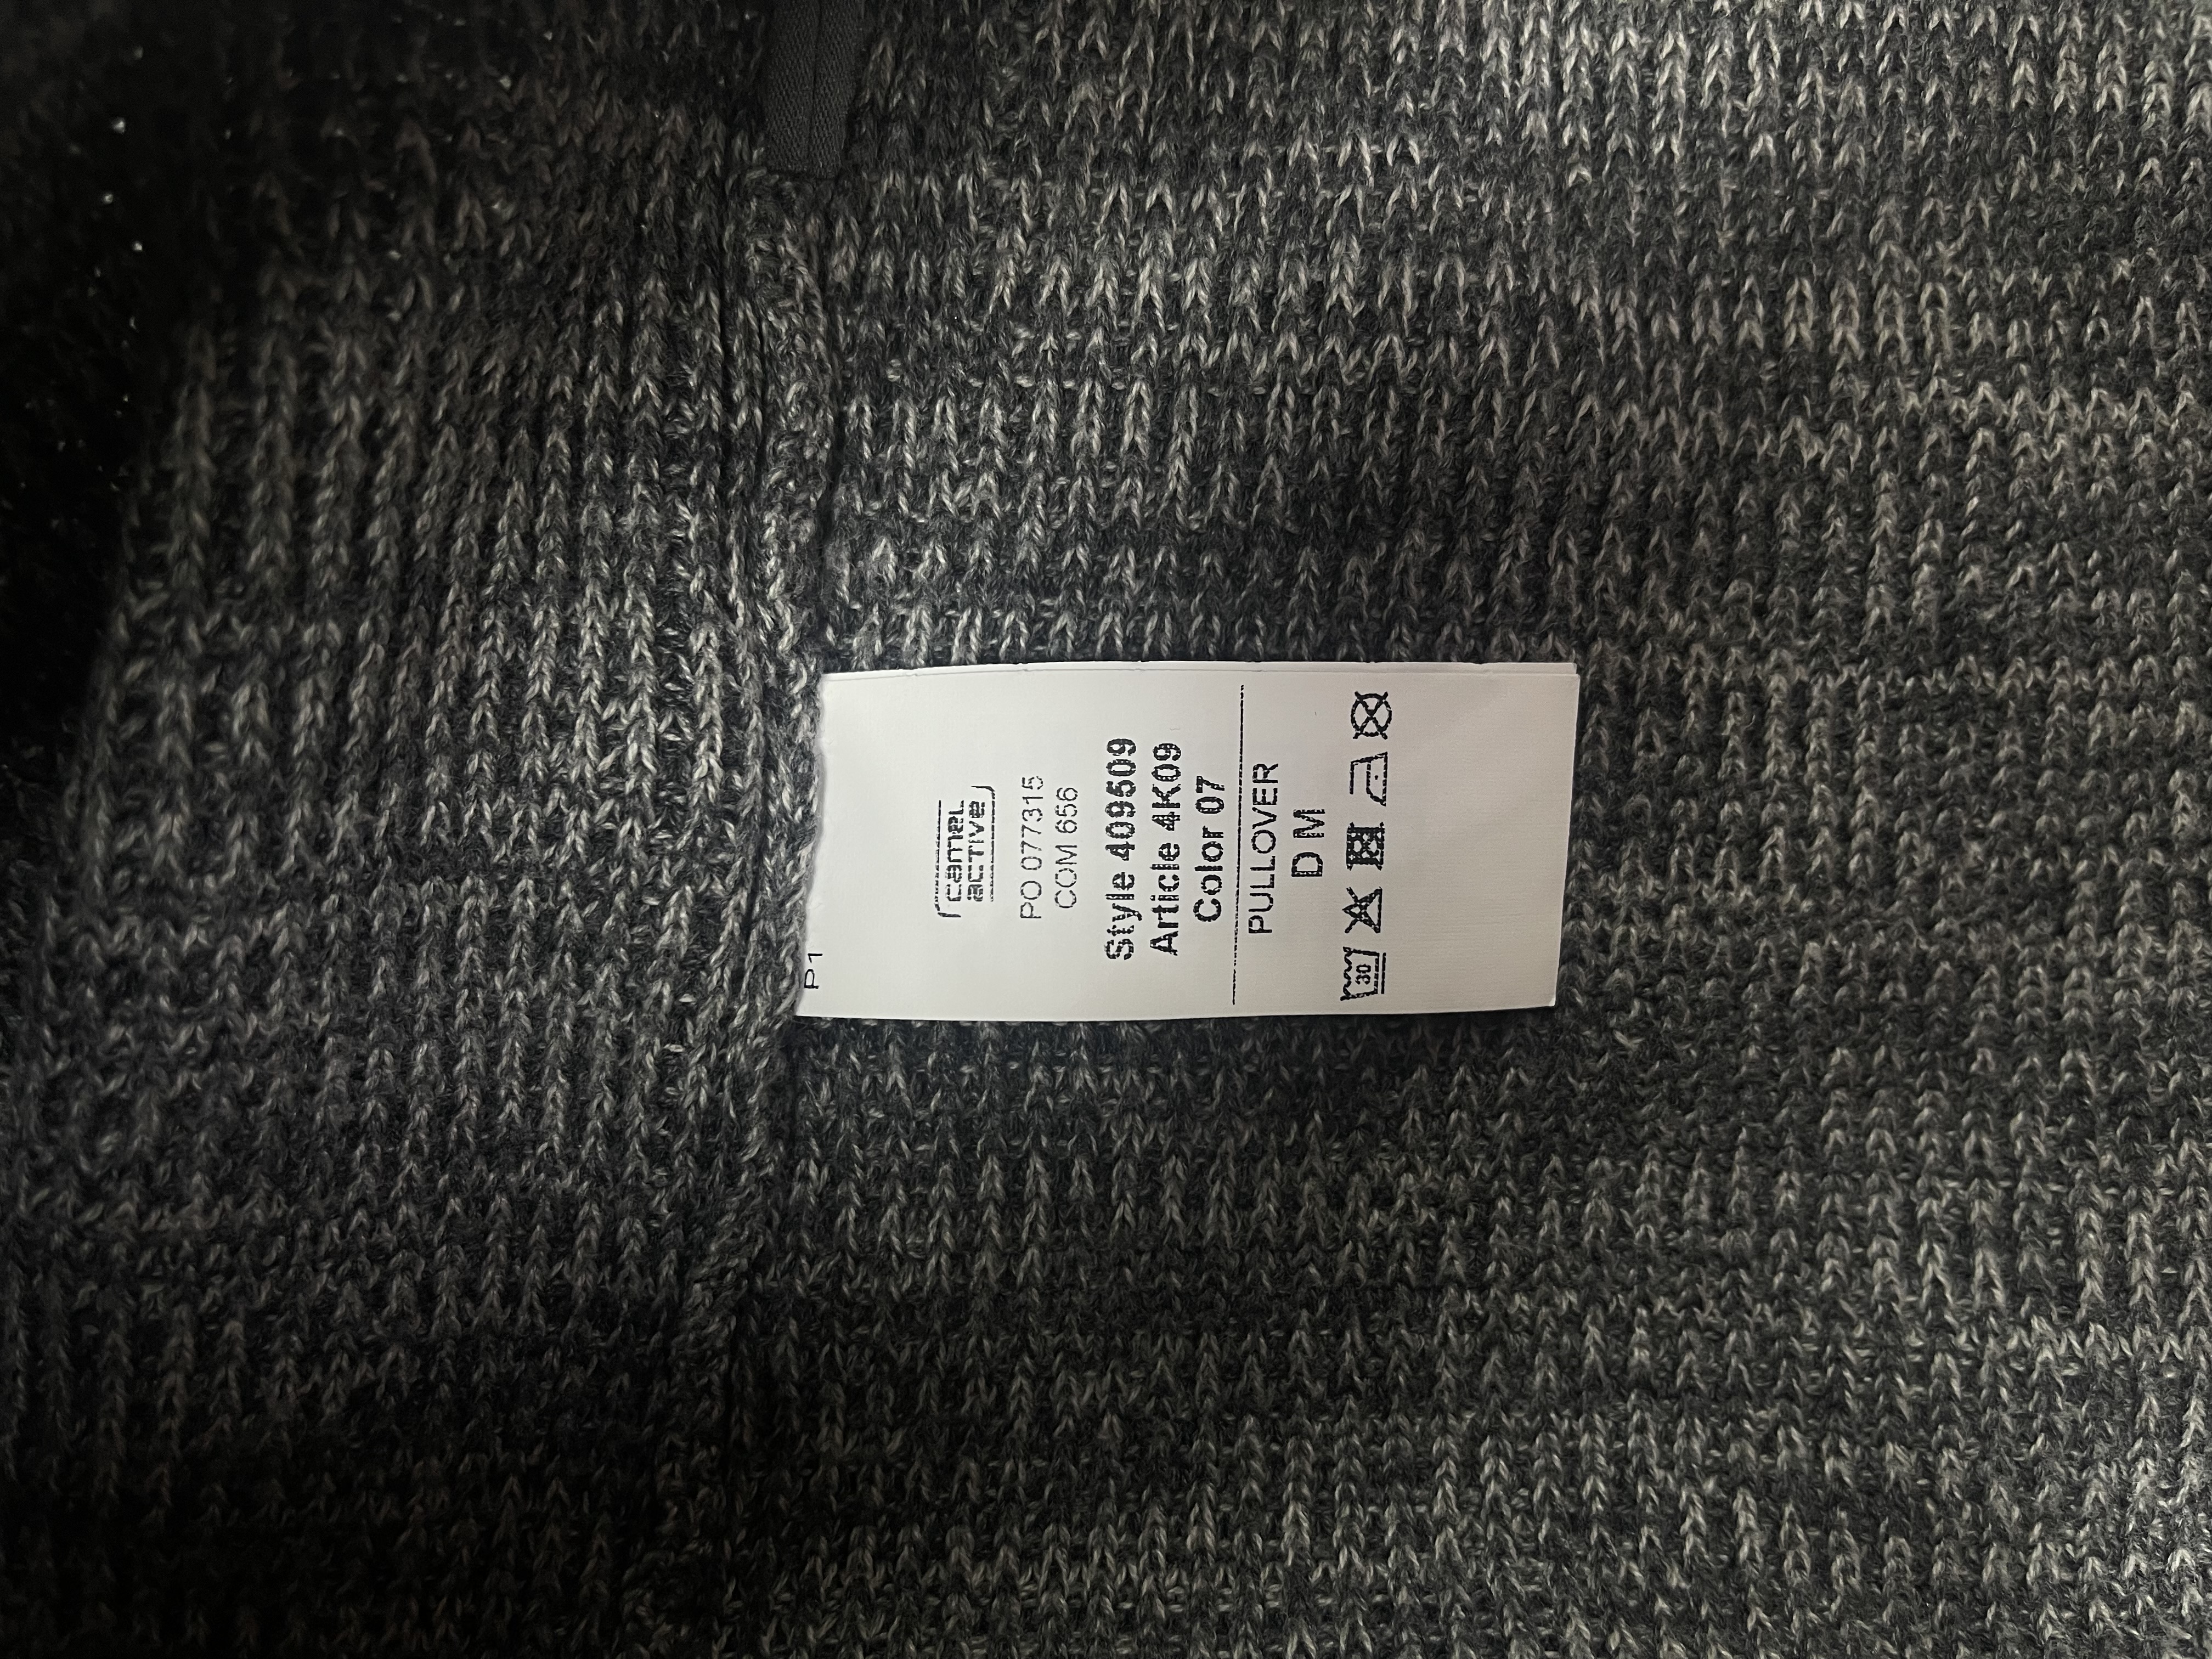 P1
camel
active
PO 077315
COM 656
Style 409509
Article 4K09
Color 07
PULLOVER
D M
30